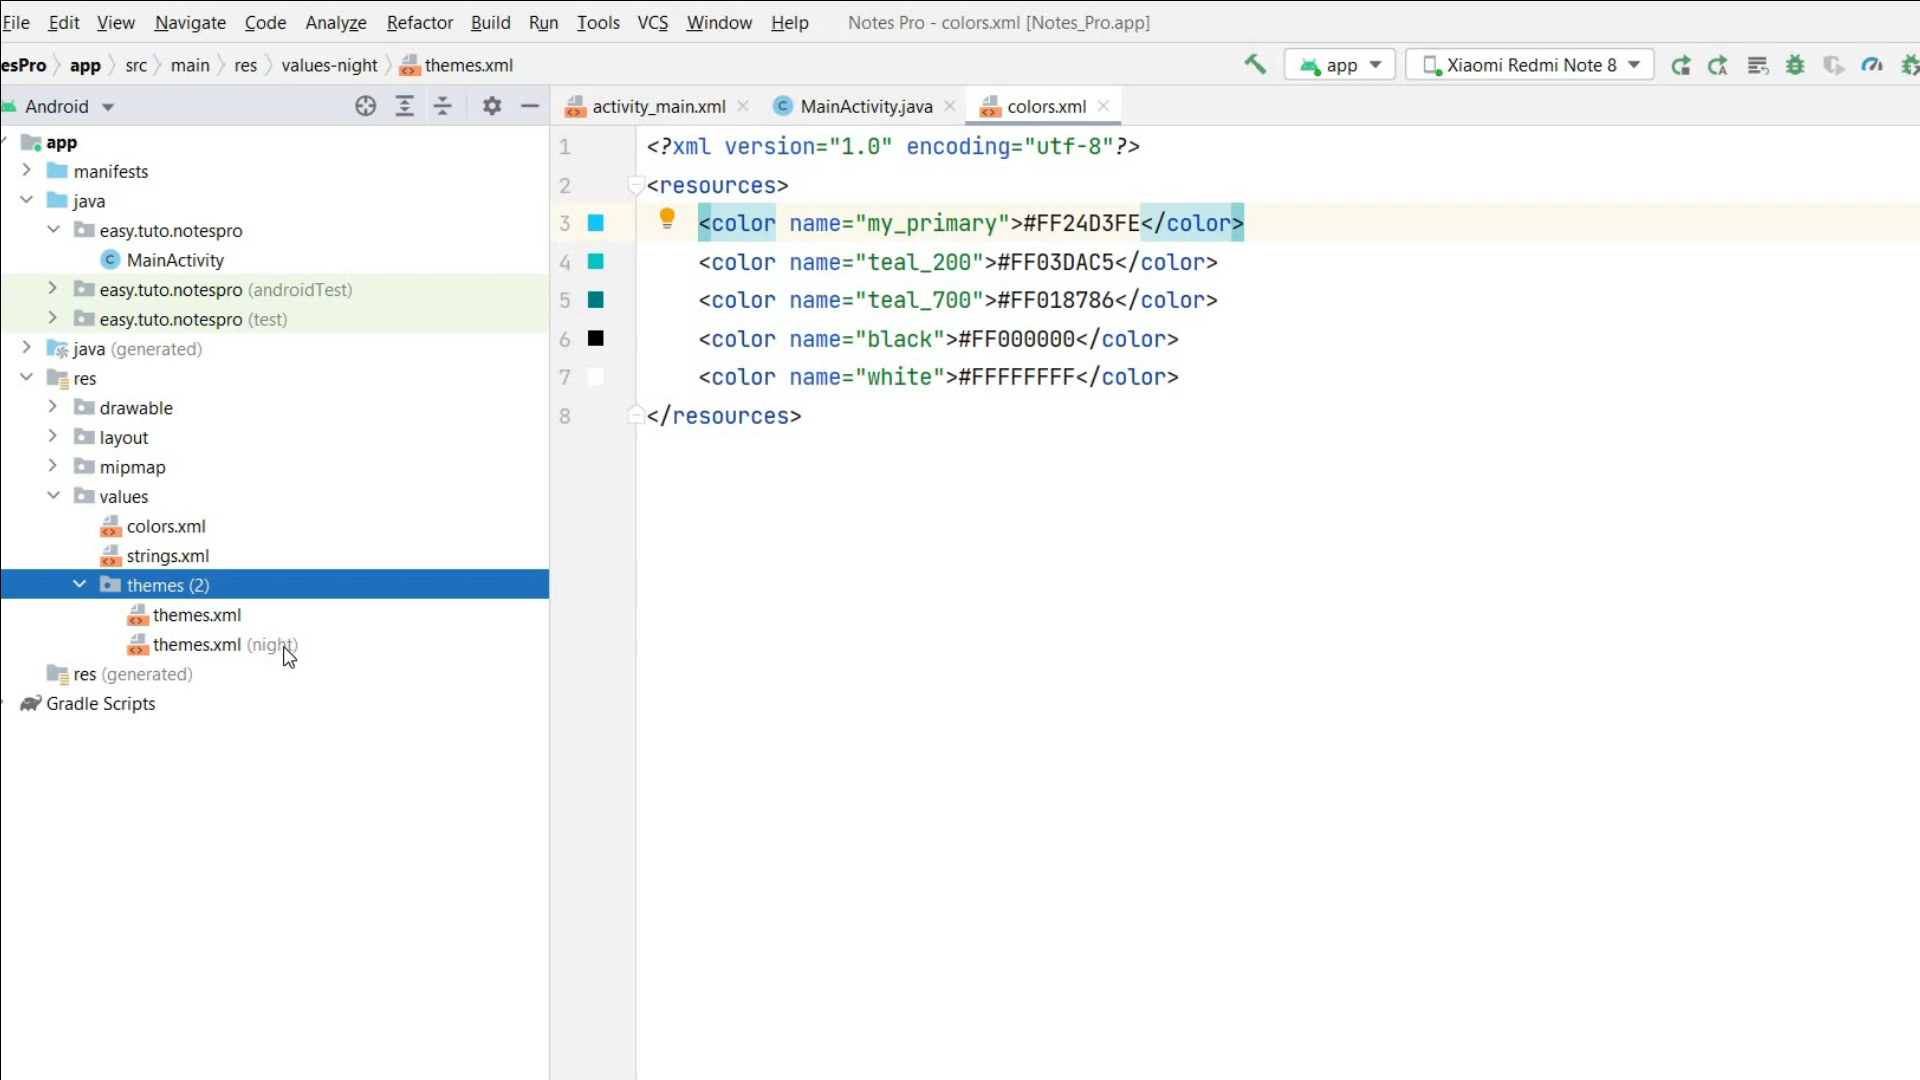 File Edit View Navigate Code Analyze Refactor Build Run Tools VCS Window Help Notes Pro - colors.xml [Notes_Pro.app]
esPro app src main res values-night themes.xml app Xiaomi Redmi Note 8
Android activity_main.xml MainActivity.java colors.xml
app
manifests
java
easy.tuto.notespro
MainActivity
easy.tuto.notespro (androidTest)
easy.tuto.notespro (test)
java (generated)
res
drawable
layout
mipmap
values
colors.xml
strings.xml
themes (2)
themes.xml
themes.xml (night)
res (generated)
Gradle Scripts
1 <?xml version="1.0" encoding="utf-8"?>
2 <resources>
3 <color name="my_primary">#FF24D3FE</color>
4 <color name="teal_200">#FF03DAC5</color>
5 <color name="teal_700">#FF018786</color>
6 <color name="black">#FF000000</color>
7 <color name="white">#FFFFFFFF</color>
8 </resources>